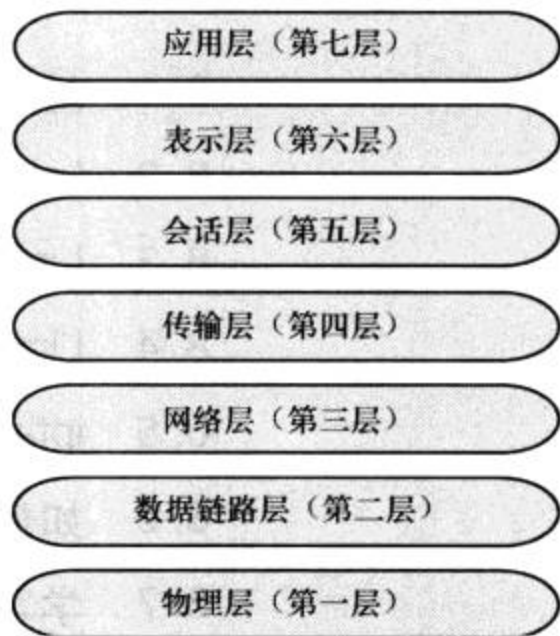 应用层（第七层）
表示层（第六层）
会话层（第五层）
传输层（第四层）
网络层（第三层）
数据链路层（第二层）
物理层（第一层）